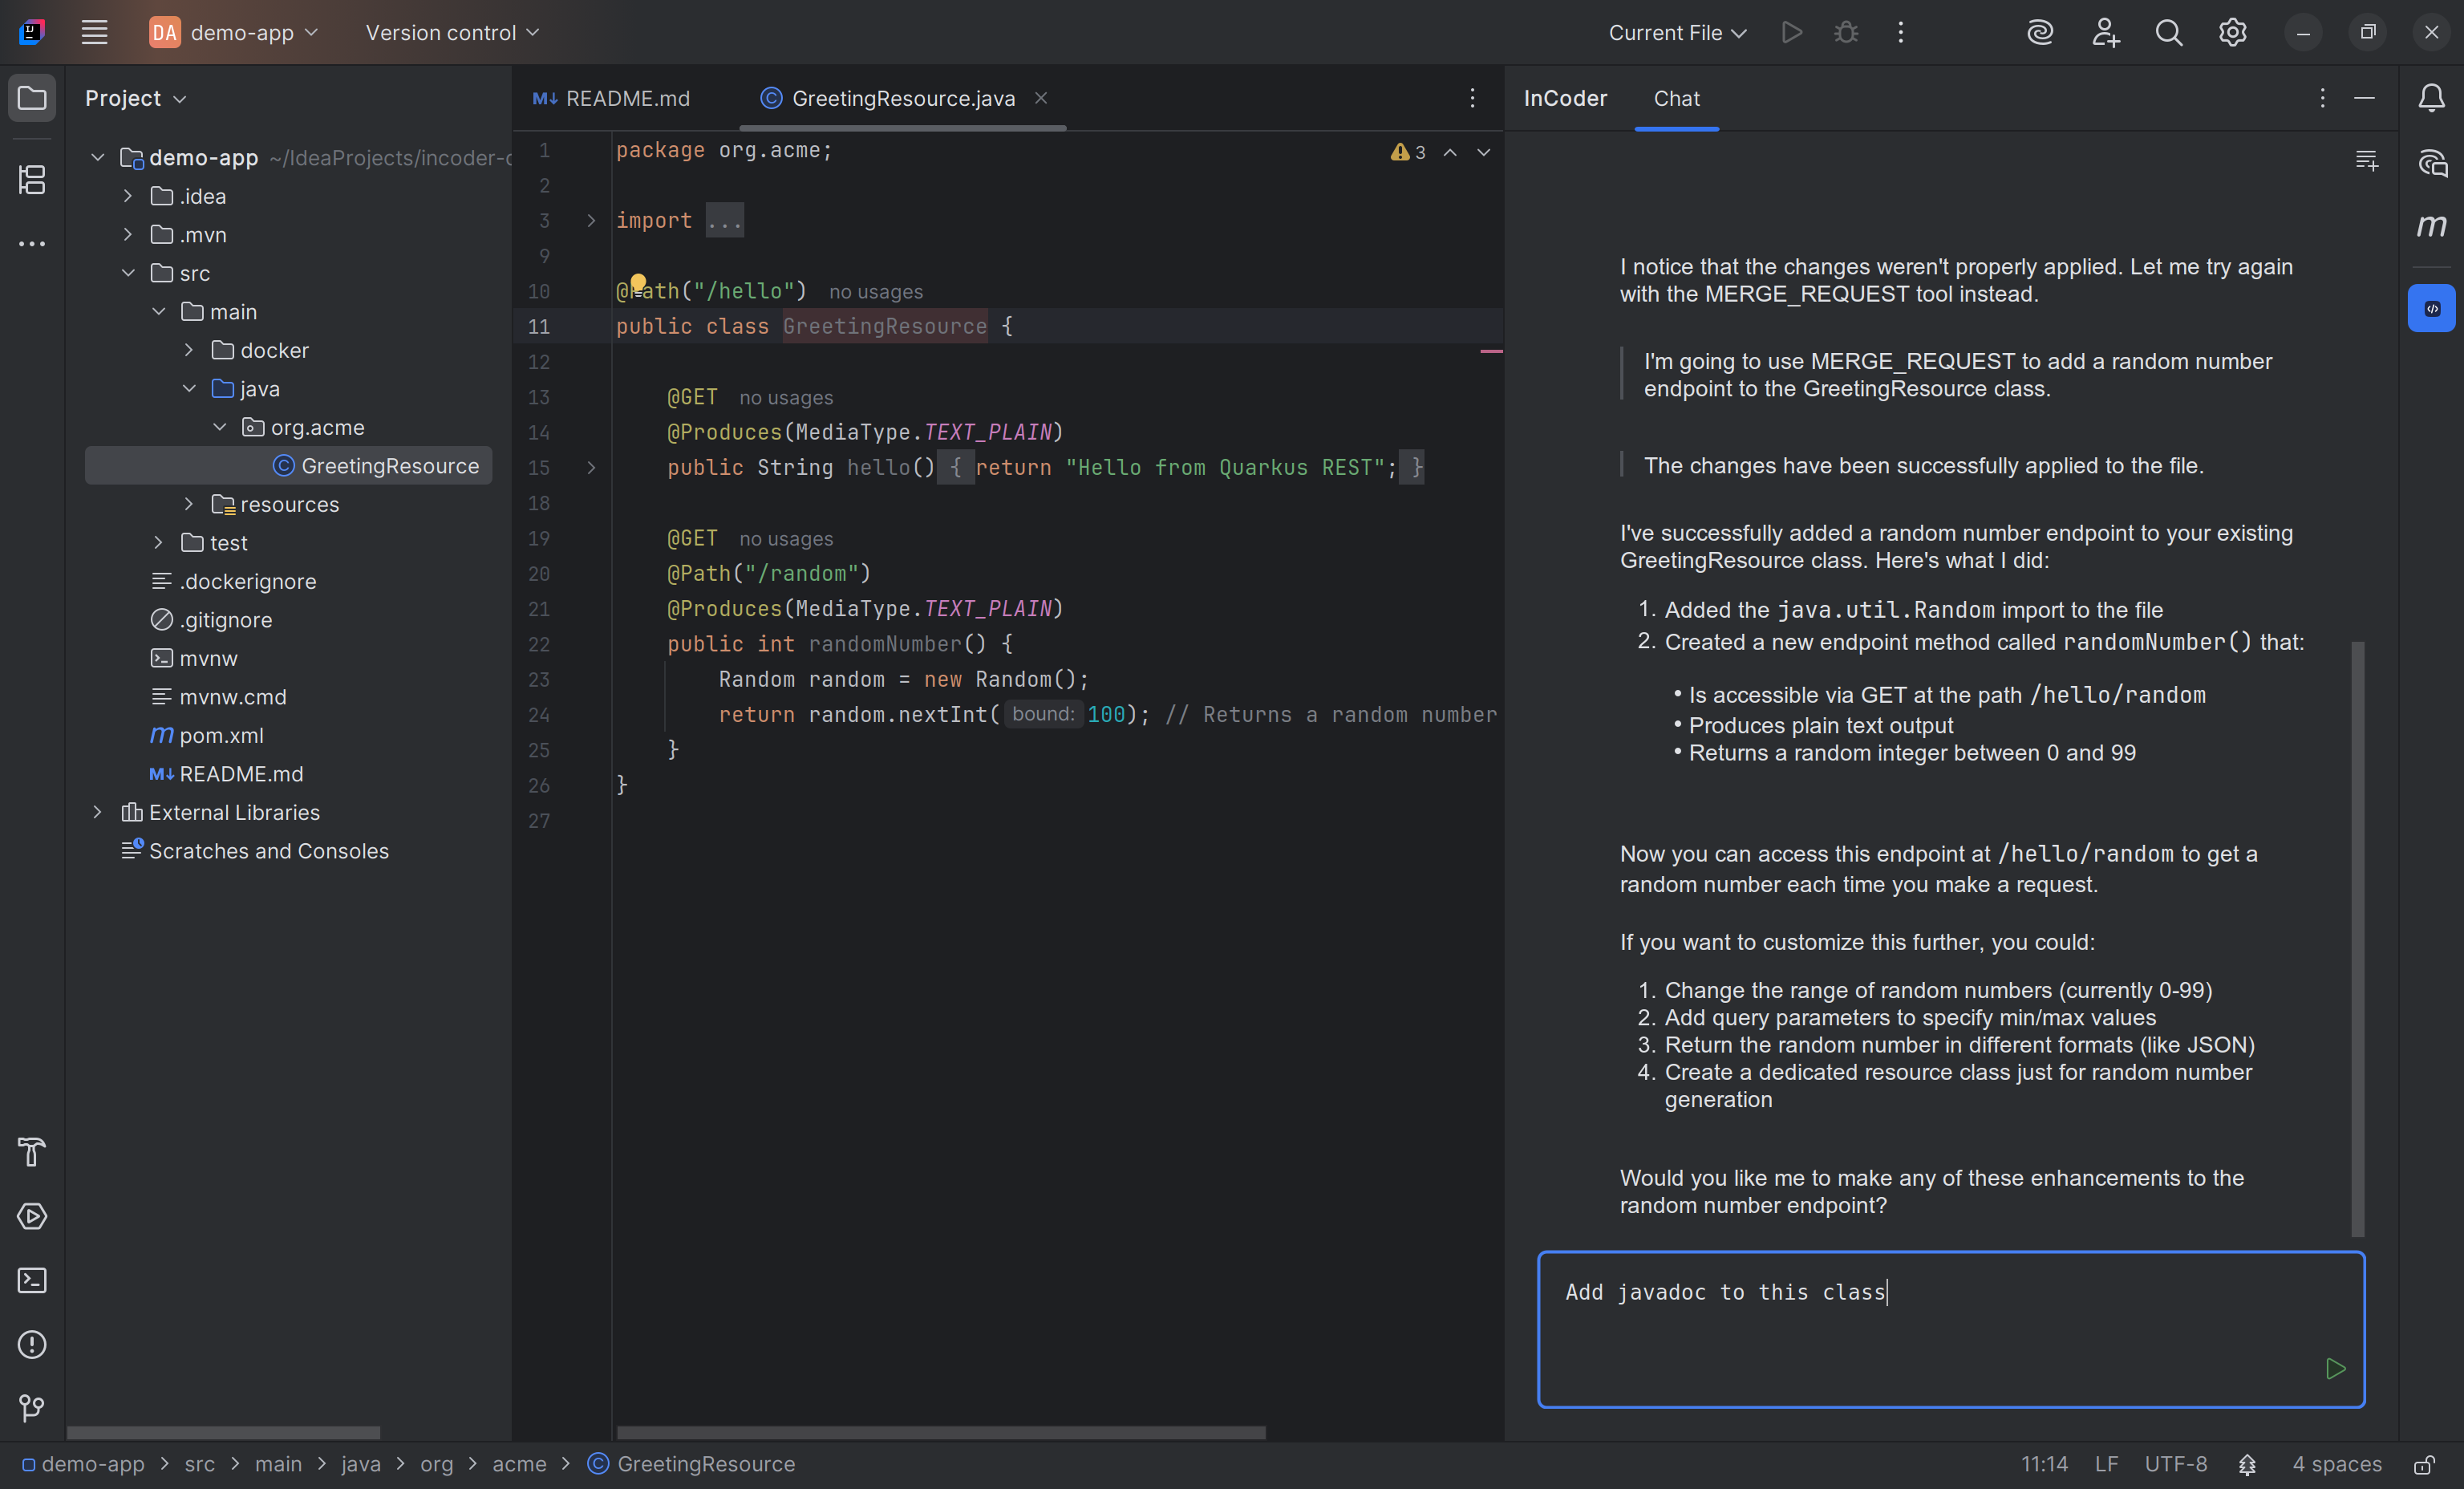 DA demo-app
Version control
Current File
Project
demo-app ~/IdeaProjects/incoder-
.idea
.mvn
src
main
docker
java
org.acme
GreetingResource
resources
test
.dockerignore
.gitignore
mvnw
mvnw.cmd
pom.xml
README.md
External Libraries
Scratches and Consoles
README.md
GreetingResource.java
3
1 package org.acme;
2
3 import ...
9
10 @Path("/hello") no usages
11 public class GreetingResource {
12
13 @GET no usages
14 @Produces(MediaType.TEXT_PLAIN)
15 public String hello() { return "Hello from Quarkus REST"; }
18
19 @GET no usages
20 @Path("/random")
21 @Produces(MediaType.TEXT_PLAIN)
22 public int randomNumber() {
23 Random random = new Random();
24 return random.nextInt( bound: 100); // Returns a random number
25 }
26 }
27
InCoder
Chat
I notice that the changes weren't properly applied. Let me try again
with the MERGE_REQUEST tool instead.
I'm going to use MERGE_REQUEST to add a random number
endpoint to the GreetingResource class.
The changes have been successfully applied to the file.
I've successfully added a random number endpoint to your existing
GreetingResource class. Here's what I did:
1. Added the java.util.Random import to the file
2. Created a new endpoint method called randomNumber() that:
• Is accessible via GET at the path /hello/random
• Produces plain text output
• Returns a random integer between 0 and 99
Now you can access this endpoint at /hello/random to get a
random number each time you make a request.
If you want to customize this further, you could:
1. Change the range of random numbers (currently 0-99)
2. Add query parameters to specify min/max values
3. Return the random number in different formats (like JSON)
4. Create a dedicated resource class just for random number
generation
Would you like me to make any of these enhancements to the
random number endpoint?
Add javadoc to this class
demo-app > src > main > java > org > acme > GreetingResource
11:14 LF UTF-8 4 spaces